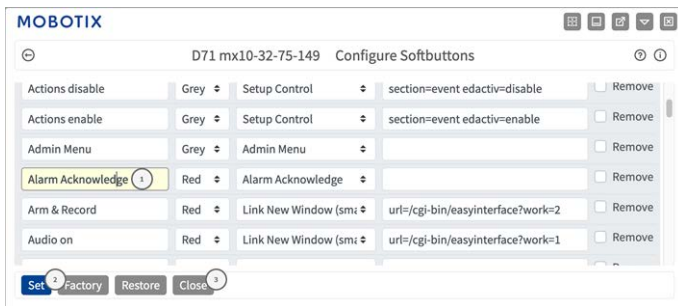 MOBOTIX
D71 mx10-32-75-149 Configure Softbuttons
Actions disable Grey Setup Control section=event edactiv=disable Remove
Actions enable Grey Setup Control section=event edactiv=enable Remove
Admin Menu Grey Admin Menu Remove
Alarm Acknowledge 1 Red Alarm Acknowledge Remove
Arm & Record Red Link New Window (sma url=/cgi-bin/easyinterface?work=2 Remove
Audio on Red Link New Window (sma url=/cgi-bin/easyinterface?work=1 Remove
Set 2 Factory Restore Close 3